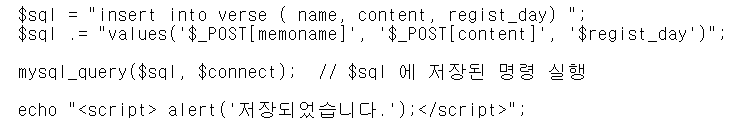 $sql = "insert into verse ( name, content, regist_day) ";
$sql .= "values('$_POST[memoname]', '$_POST[content]', '$regist_day')";
mysql_query($sql, $connect);  // $sql 에 저장된 명령 실행
echo "<script> alert('저장되었습니다.');</script>";